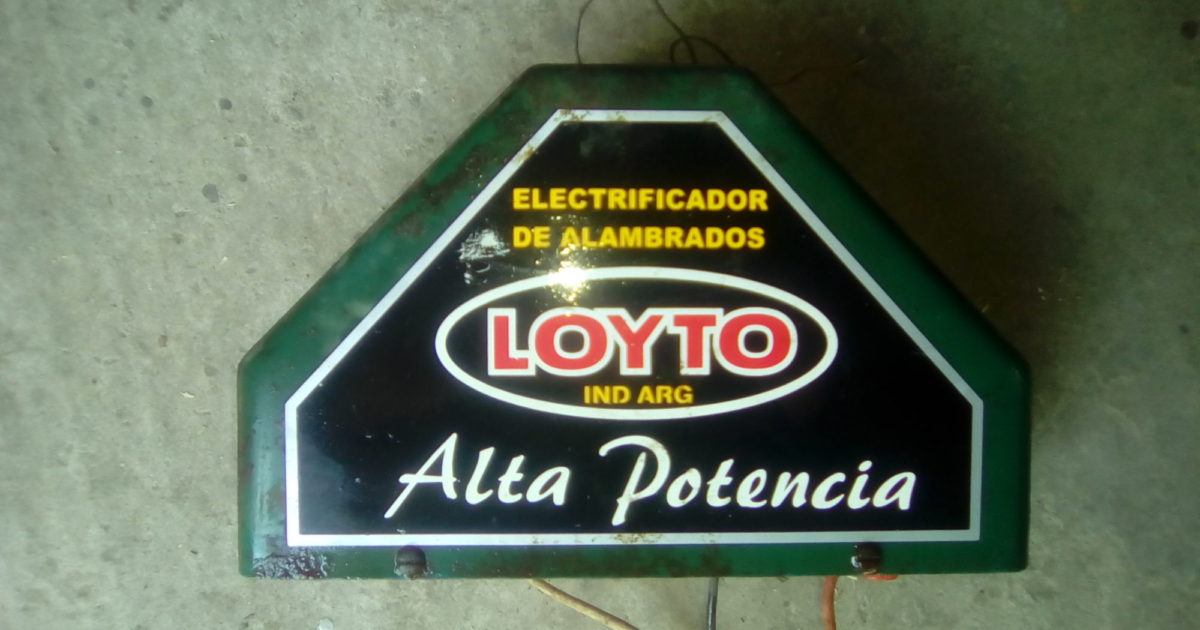 ELECTRIFICADOR
DE ALAMBRADOS
LOYTO
IND ARG
Alta Potencia